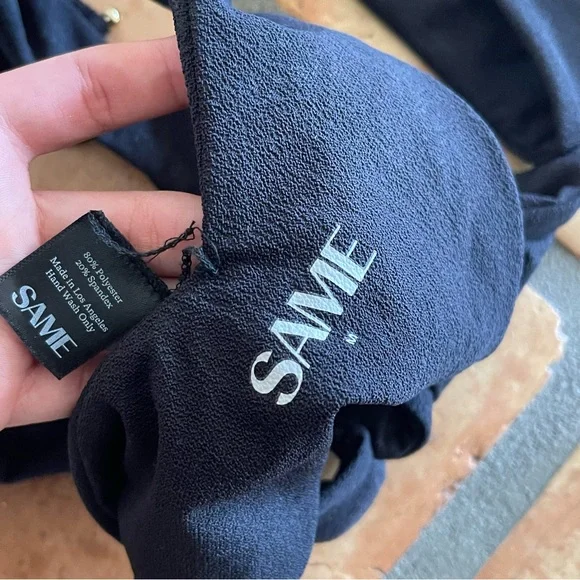 80% Polyester
20% Spandex
Made in Los Angeles
Hand Wash Only
SAME
SAME